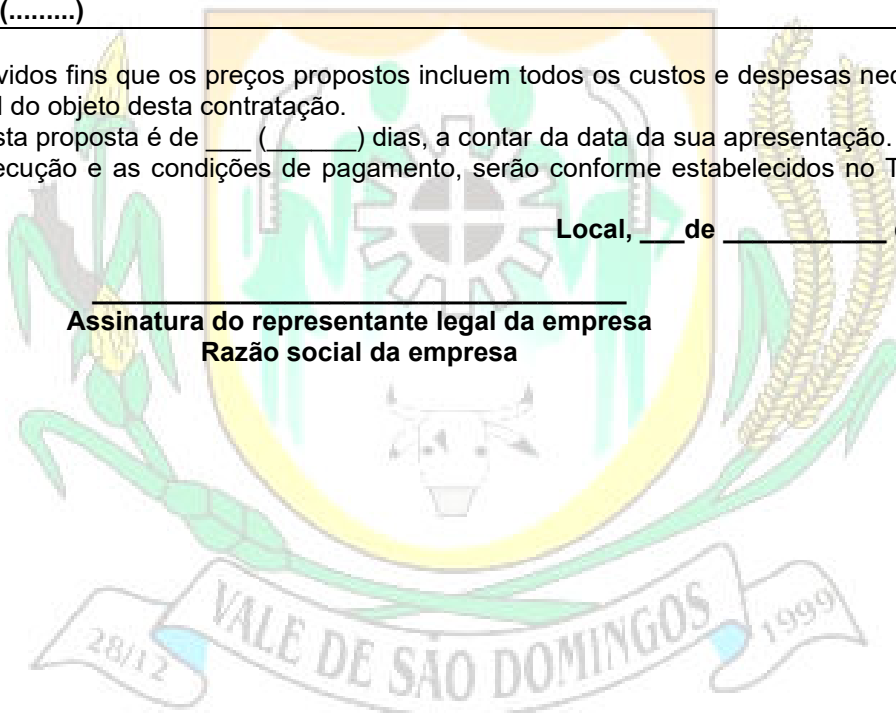 (.........)
vidos fins que os preços propostos incluem todos os custos e despesas
do objeto desta contratação.
sta proposta é de ___ (______) dias, a contar da data da sua apresentação.
ecução e as condições de pagamento, serão conforme estabelecidos no T
Local, ___de ___________
Assinatura do representante legal da empresa
Razão social da empresa
28/12 VALE DE SÃO DOMINGOS 1999